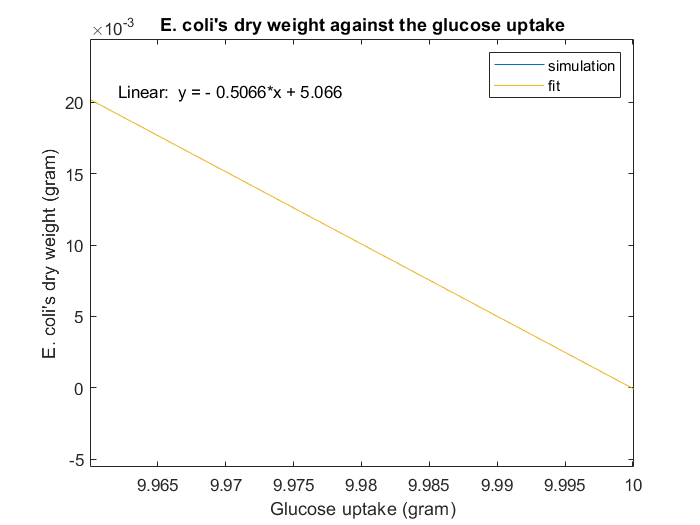 ×10⁻³
E. coli's dry weight against the glucose uptake
simulation
fit
Linear:  y = - 0.5066*x + 5.066
20
15
10
5
0
-5
E. coli's dry weight (gram)
9.965 9.97 9.975 9.98 9.985 9.99 9.995 10
Glucose uptake (gram)